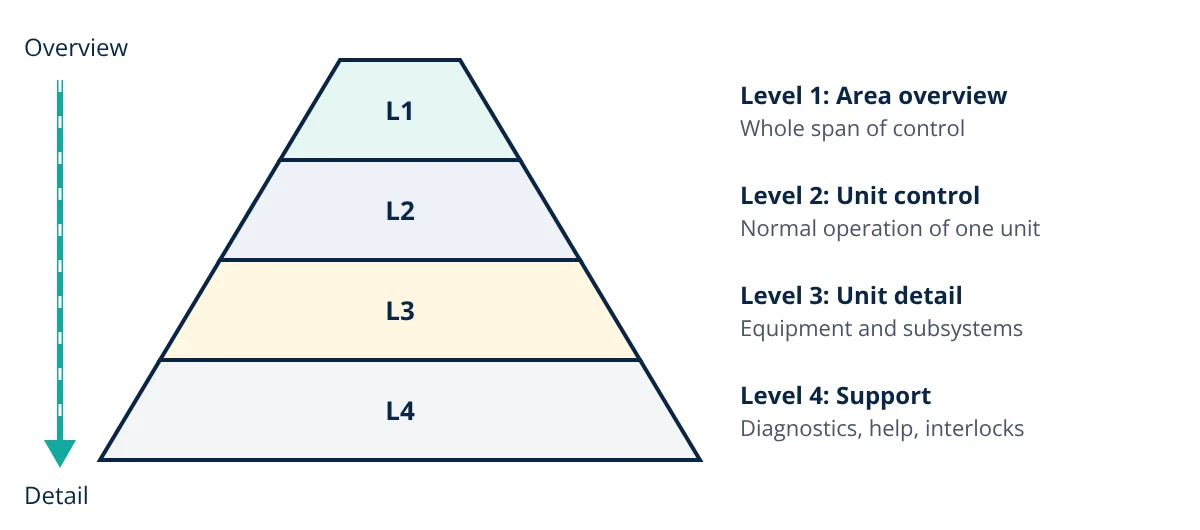 Overview
L1
Level 1: Area overview
Whole span of control
L2
Level 2: Unit control
Normal operation of one unit
L3
Level 3: Unit detail
Equipment and subsystems
L4
Level 4: Support
Diagnostics, help, interlocks
Detail